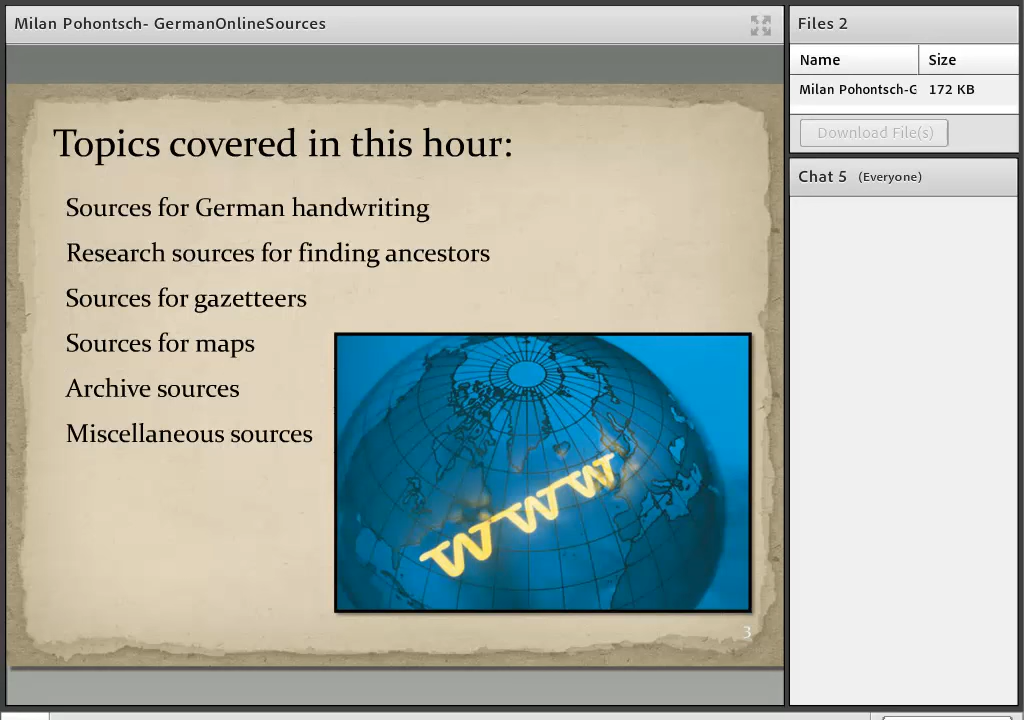 Milan Pohontsch- GermanOnlineSources
Topics covered in this hour:
Sources for German handwriting
Research sources for finding ancestors
Sources for gazetteers
Sources for maps
Archive sources
Miscellaneous sources
www
3
Files 2
Name Size
Milan Pohontsch-G 172 KB
Download File(s)
Chat 5 (Everyone)